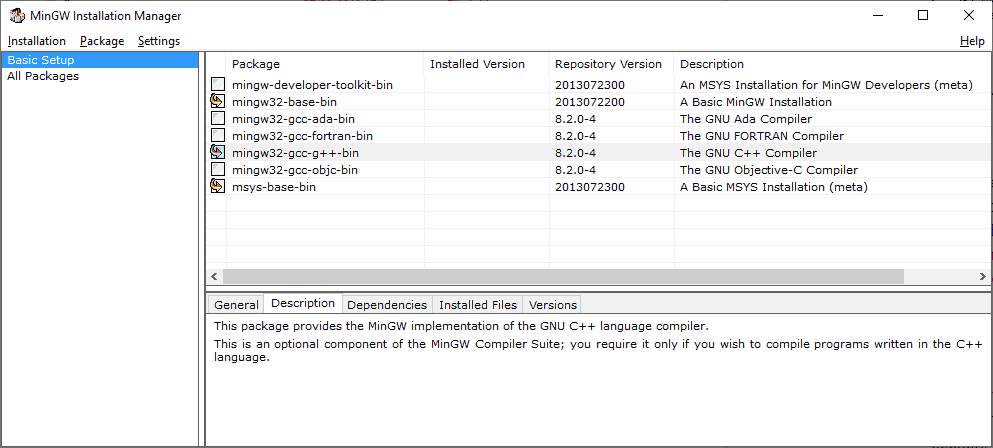 MinGW Installation Manager
Installation Package Settings Help
Basic Setup
All Packages
Package Installed Version Repository Version Description
mingw-developer-toolkit-bin 2013072300 An MSYS Installation for MinGW Developers (meta)
mingw32-base-bin 2013072200 A Basic MinGW Installation
mingw32-gcc-ada-bin 8.2.0-4 The GNU Ada Compiler
mingw32-gcc-fortran-bin 8.2.0-4 The GNU FORTRAN Compiler
mingw32-gcc-g++-bin 8.2.0-4 The GNU C++ Compiler
mingw32-gcc-objc-bin 8.2.0-4 The GNU Objective-C Compiler
msys-base-bin 2013072300 A Basic MSYS Installation (meta)
General Description Dependencies Installed Files Versions
This package provides the MinGW implementation of the GNU C++ language compiler.
This is an optional component of the MinGW Compiler Suite; you require it only if you wish to compile programs written in the C++
language.